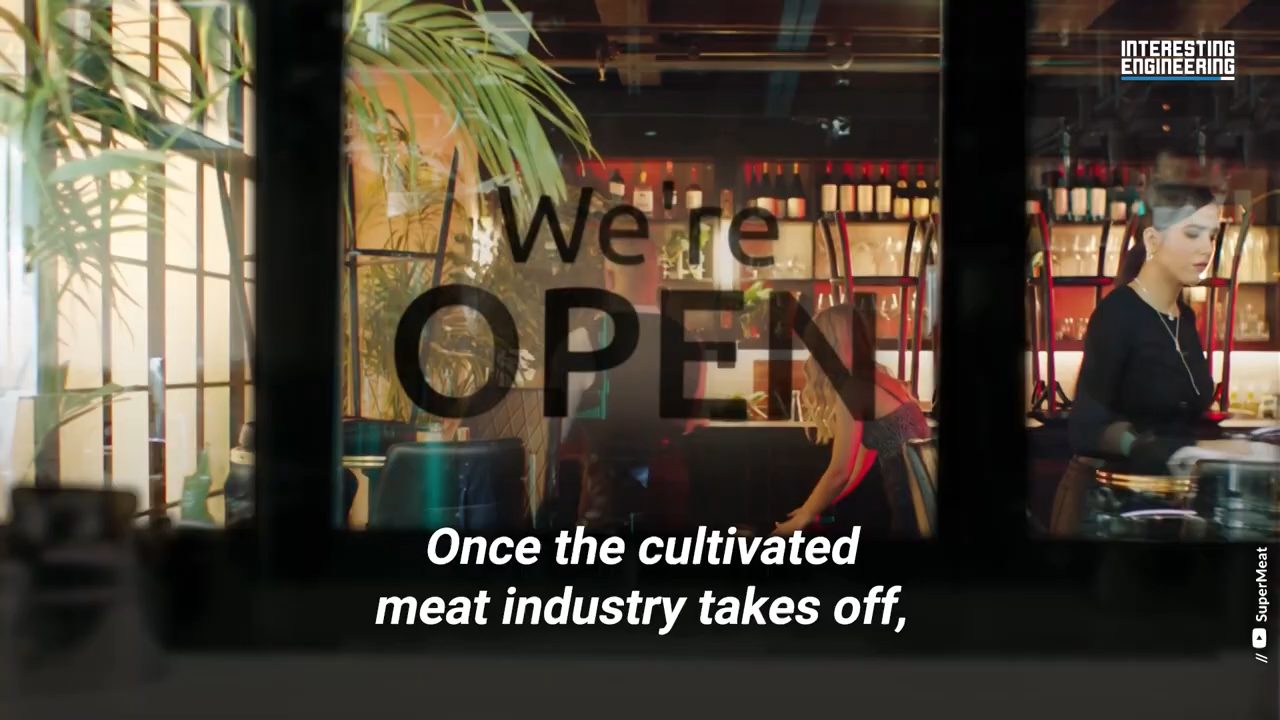 INTERESTING
ENGINEERING
We're
OPEN
Once the cultivated
meat industry takes off,
// SuperMeat